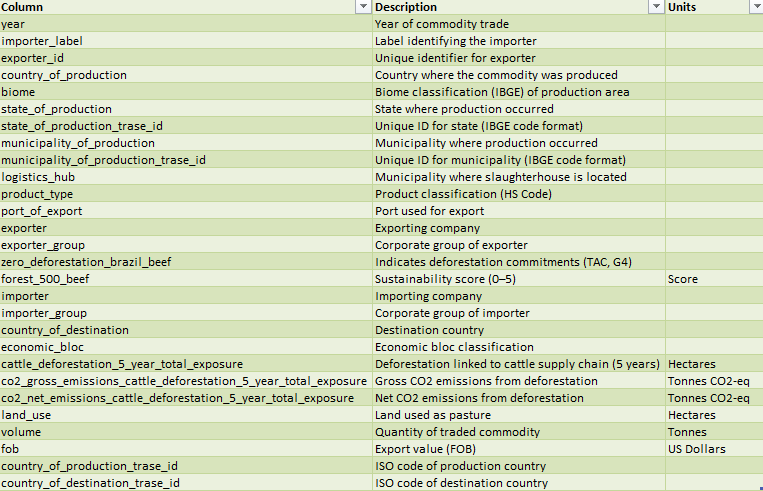 Column Description Units
year Year of commodity trade
importer_label Label identifying the importer
exporter_id Unique identifier for exporter
country_of_production Country where the commodity was produced
biome Biome classification (IBGE) of production area
state_of_production State where production occurred
state_of_production_trase_id Unique ID for state (IBGE code format)
municipality_of_production Municipality where production occurred
municipality_of_production_trase_id Unique ID for municipality (IBGE code format)
logistics_hub Municipality where slaughterhouse is located
product_type Product classification (HS Code)
port_of_export Port used for export
exporter Exporting company
exporter_group Corporate group of exporter
zero_deforestation_brazil_beef Indicates deforestation commitments (TAC, G4)
forest_500_beef Sustainability score (0–5) Score
importer Importing company
importer_group Corporate group of importer
country_of_destination Destination country
economic_bloc Economic bloc classification
cattle_deforestation_5_year_total_exposure Deforestation linked to cattle supply chain (5 years) Hectares
co2_gross_emissions_cattle_deforestation_5_year_total_exposure Gross CO2 emissions from deforestation Tonnes CO2-eq
co2_net_emissions_cattle_deforestation_5_year_total_exposure Net CO2 emissions from deforestation Tonnes CO2-eq
land_use Land used as pasture Hectares
volume Quantity of traded commodity Tonnes
fob Export value (FOB) US Dollars
country_of_production_trase_id ISO code of production country
country_of_destination_trase_id ISO code of destination country